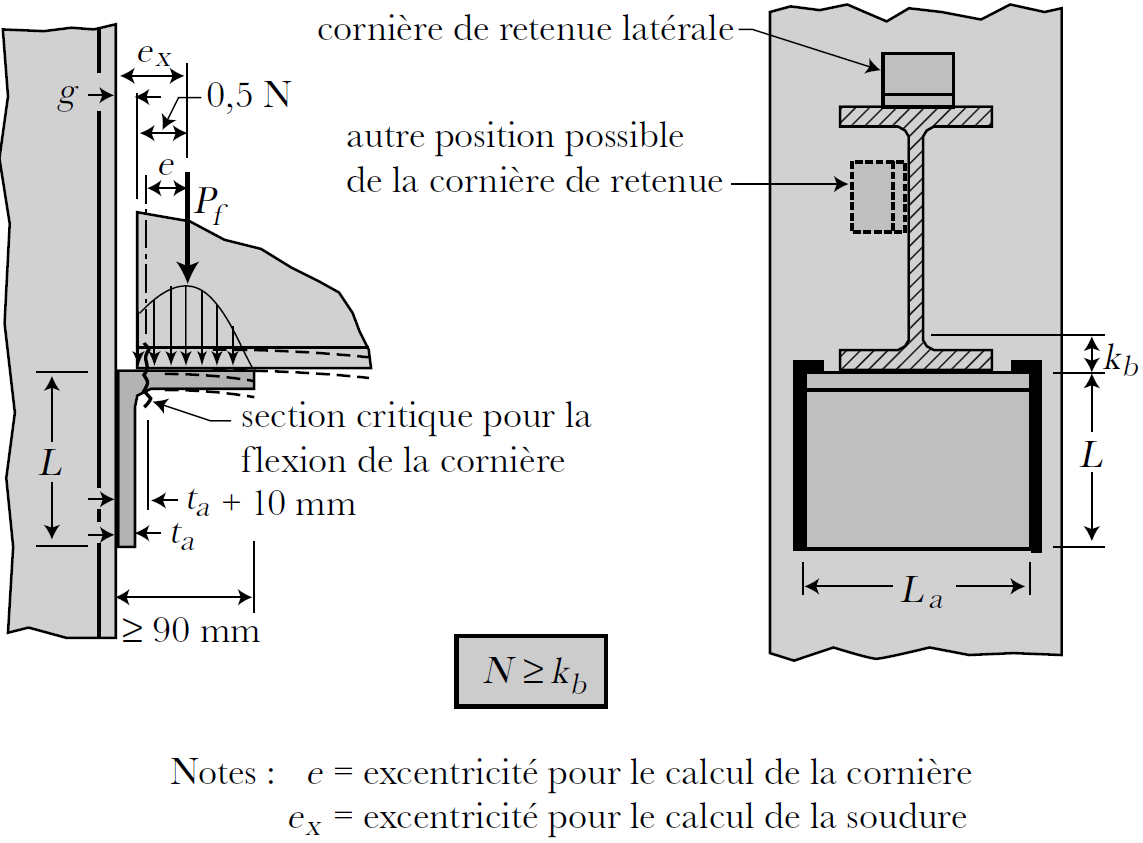 cornière de retenue latérale
e_x
g
0,5 N
autre position possible
de la cornière de retenue
e
P_f
k_b
section critique pour la
flexion de la cornière
L
L
t_a + 10 mm
t_a
L_a
≥ 90 mm
N ≥ k_b
Notes : e = excentricité pour le calcul de la cornière
e_x = excentricité pour le calcul de la soudure